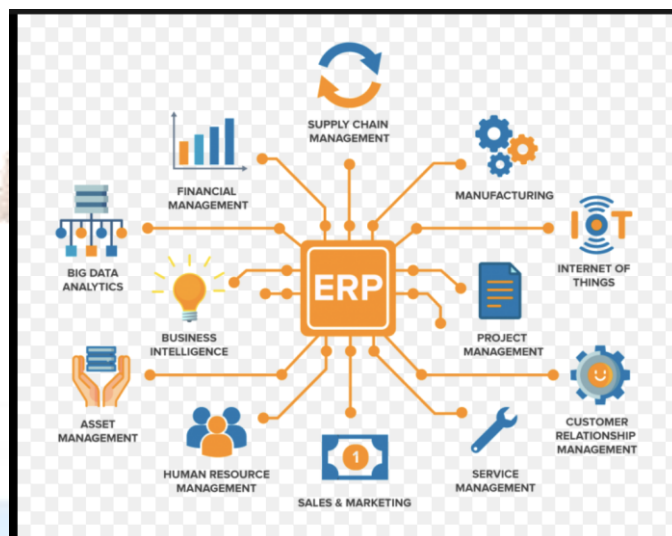 SUPPLY CHAIN
MANAGEMENT
FINANCIAL
MANAGEMENT
MANUFACTURING
IOT
BIG DATA
ANALYTICS
INTERNET OF
THINGS
ERP
BUSINESS
INTELLIGENCE
PROJECT
MANAGEMENT
ASSET
MANAGEMENT
CUSTOMER
RELATIONSHIP
MANAGEMENT
HUMAN RESOURCE
MANAGEMENT
1
SALES & MARKETING
SERVICE
MANAGEMENT